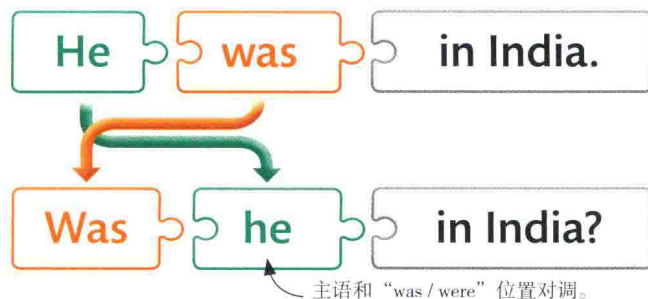 He was in India.
Was he in India?
主语和“was / were”位置对调。